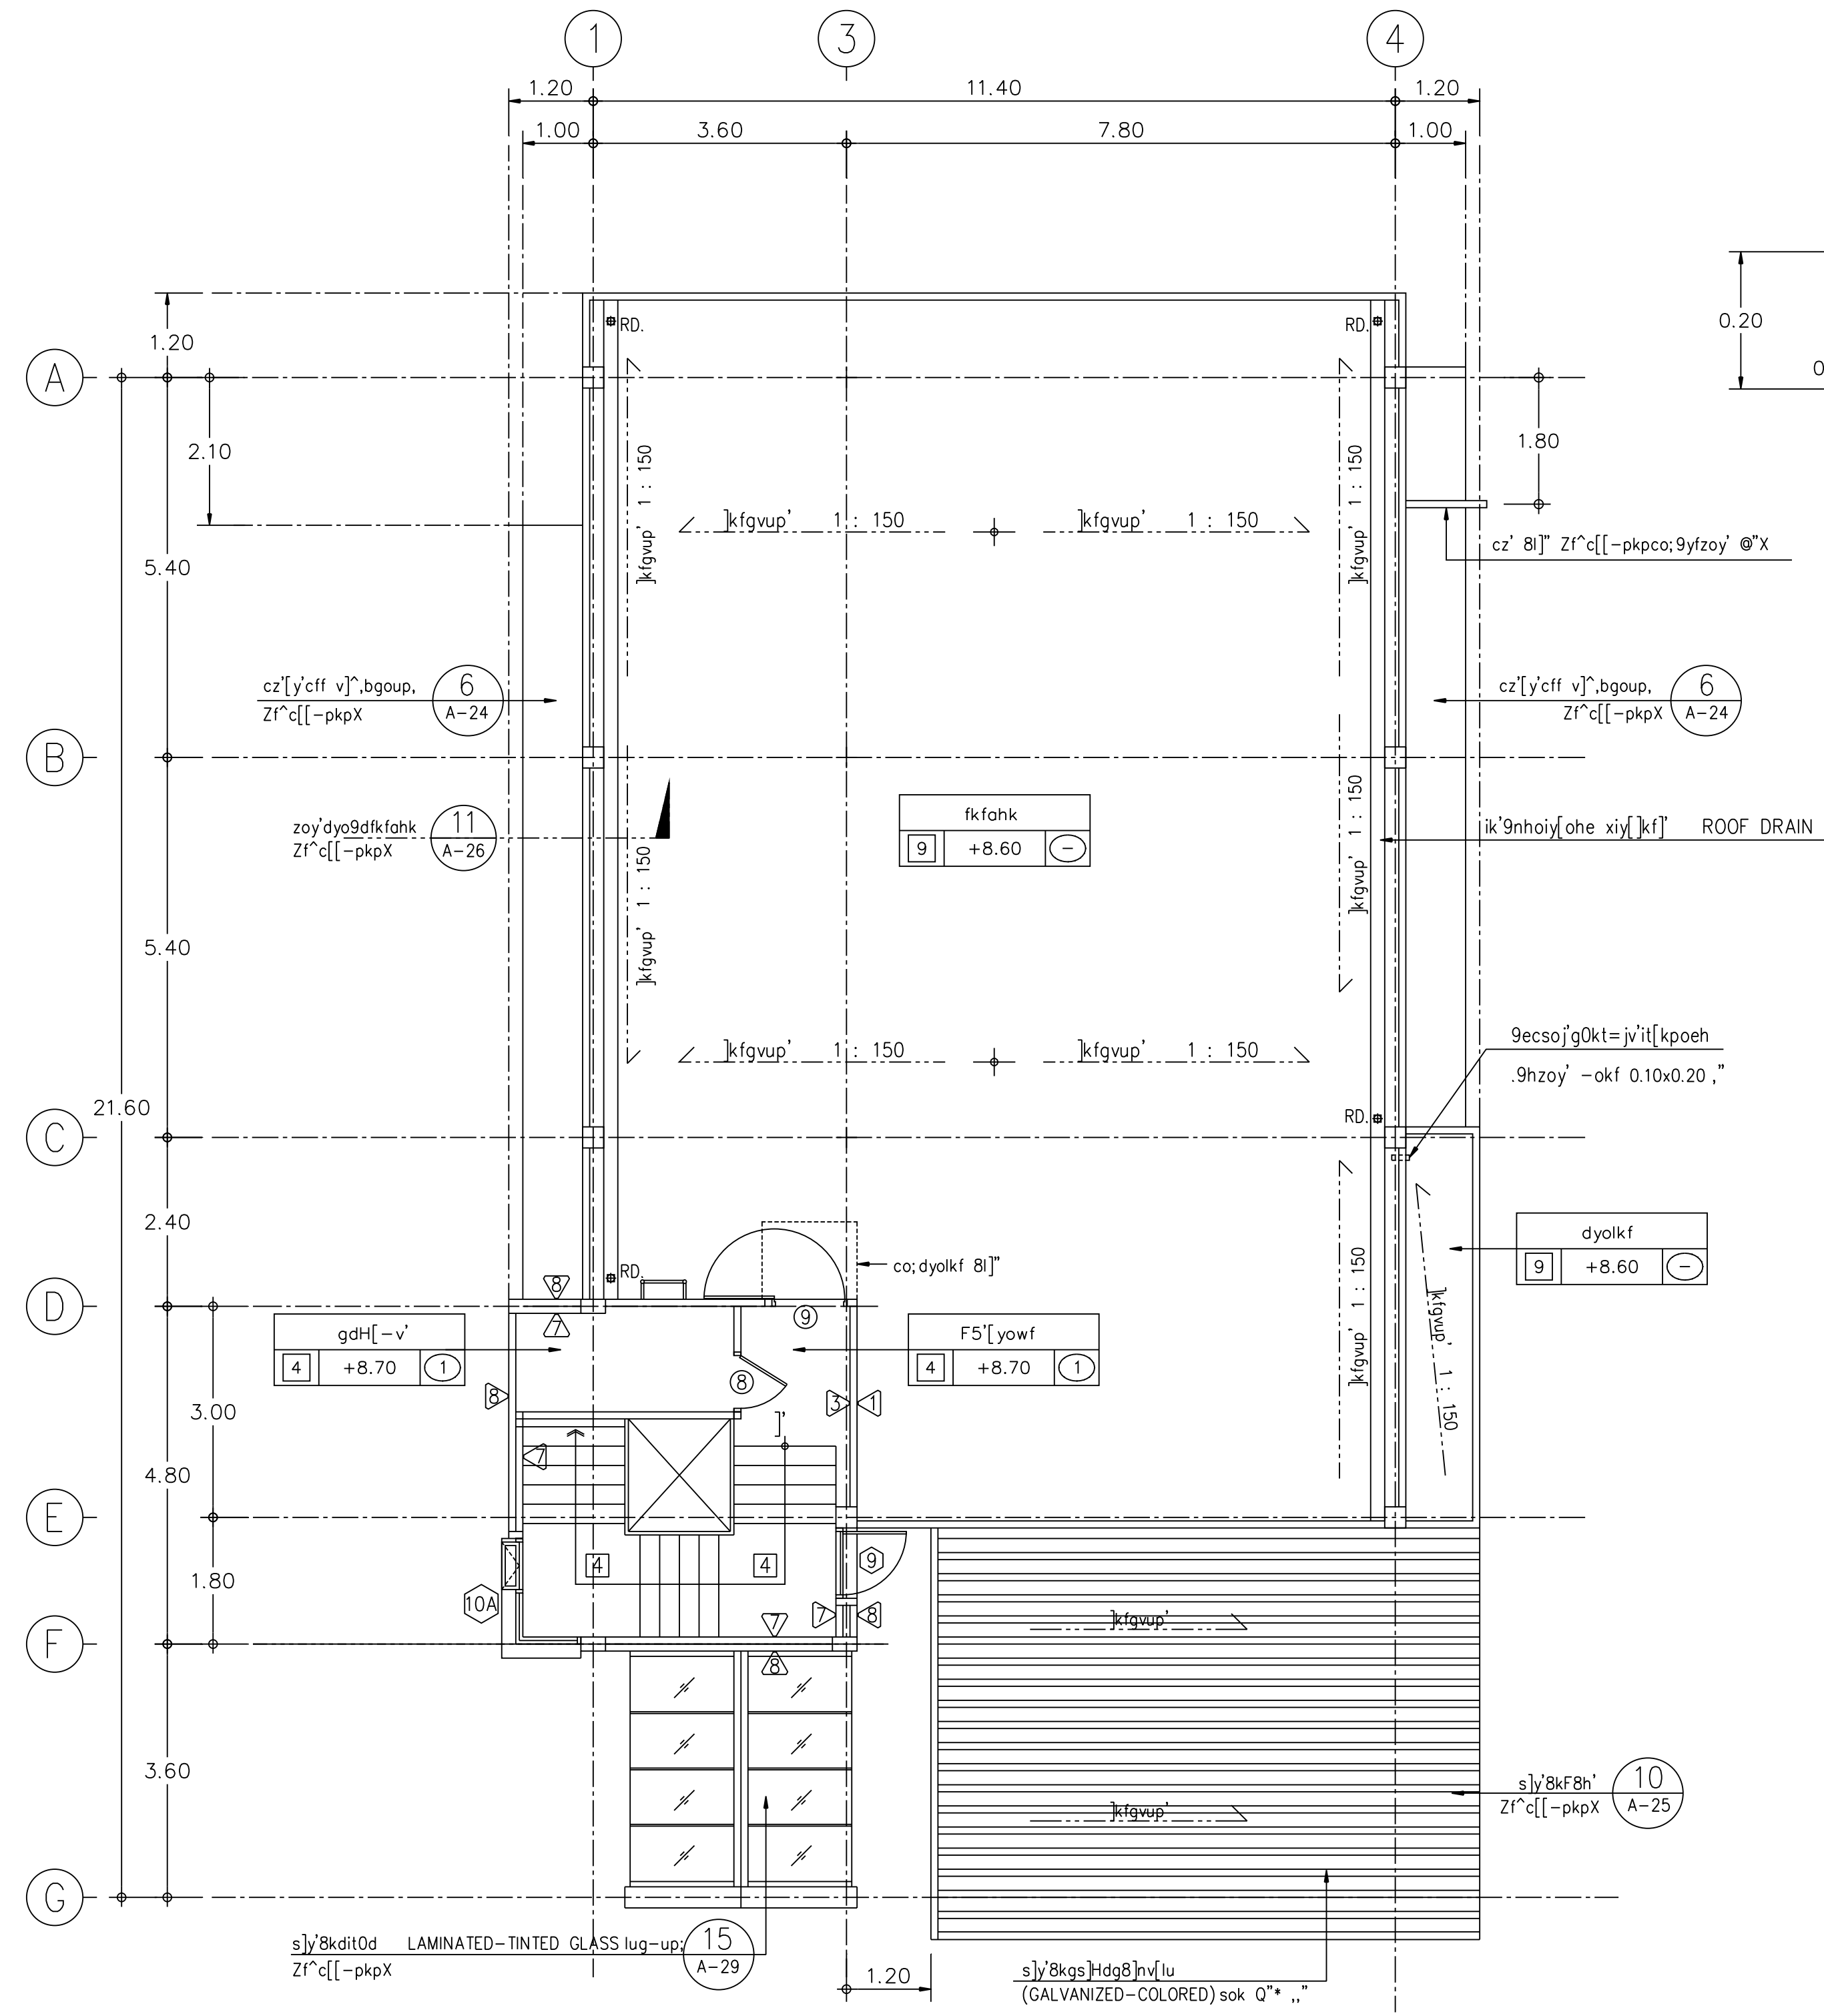 1
3
4
1.20
11.40
1.20
1.00
3.60
7.80
1.00
0.20
0
RD.
RD.
1.20
A
2.10
1.80
]kfgvup' 1 : 150
]kfgvup' 1 : 150
]kfgvup' 1 : 150
]kfgvup' 1 : 150
cz' 8l]" Zf^c[[-pkpco;9yfzoy' @"X
5.40
cz'[y'cff v]^,bgoup,
Zf^c[[-pkpX
6
A-24
cz'[y'cff v]^,bgoup,
Zf^c[[-pkpX
6
A-24
B
zoy'dyo9dfkfahk
Zf^c[[-pkpX
11
A-26
fkfahk
9
+8.60
-
ik'9nhoiy[ohe xiy[]kf]' ROOF DRAIN
]kfgvup' 1 : 150
]kfgvup' 1 : 150
5.40
]kfgvup' 1 : 150
]kfgvup' 1 : 150
9ecsoj'g0kt=jv'it[kpoeh
.9hzoy' -okf 0.10x0.20 ,"
21.60
RD.
C
2.40
dyolkf
9
+8.60
-
co;dyolkf 8l]"
RD.
8
D
9
7
gdH[-v'
4
+8.70
1
F5'[yowf
4
+8.70
1
]kfgvup' 1 : 150
]kfgvup' 1 : 150
8
8
3
1
3.00
]'
7
4.80
E
4
4
9
1.80
10A
7
7
8
]kfgvup'
F
8
3.60
s]y'8kF8h'
Zf^c[[-pkpX
10
A-25
]kfgvup'
G
s]y'8kdit0d LAMINATED-TINTED GLASS lug-up;
Zf^c[[-pkpX
15
A-29
1.20
s]y'8kgs]Hdg8]nv[lu
(GALVANIZED-COLORED) sok Q"* ,,"